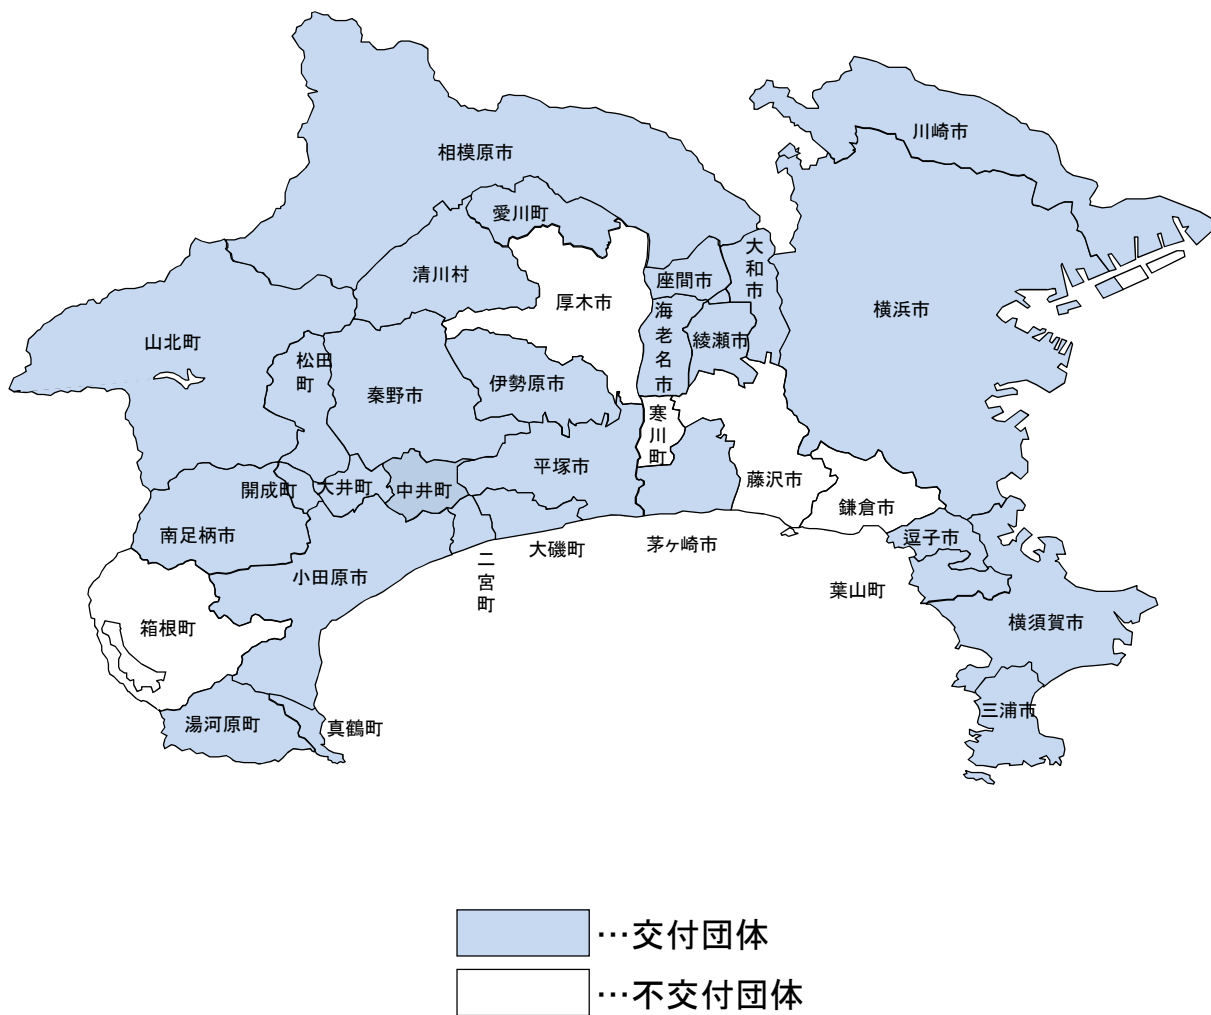 川崎市
相模原市
愛川町
大和市
清川村
座間市
厚木市
横浜市
海老名市
綾瀬市
山北町
松田町
伊勢原市
秦野市
寒川町
平塚市
藤沢市
開成町
大井町
中井町
鎌倉市
南足柄市
逗子市
大磯町
茅ヶ崎市
二宮町
小田原市
葉山町
箱根町
横須賀市
三浦市
湯河原町
真鶴町
…交付団体
…不交付団体